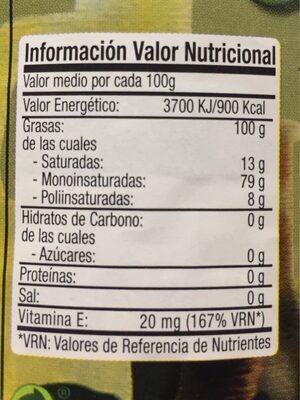 Información Valor Nutricional
Valor medio por cada 100g
Valor Energético: 3700 KJ/900 Kcal
Grasas: 100 g
de las cuales
- Saturadas: 13 g
- Monoinsaturadas: 79 g
- Poliinsaturadas: 8 g
Hidratos de Carbono: 0 g
de las cuales
- Azúcares: 0 g
Proteínas: 0 g
Sal: 0 g
Vitamina E: 20 mg (167% VRN*)
*VRN: Valores de Referencia de Nutrientes
®